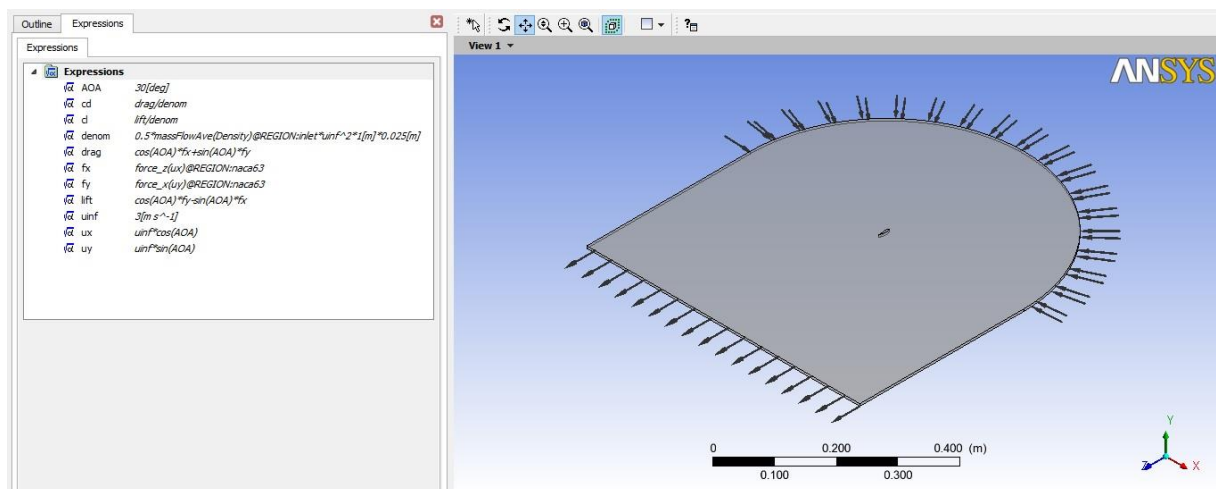 Outline Expressions
Expressions
Expressions
AOA 30[deg]
cd drag/denom
cl lift/denom
denom 0.5*massFlowAve(Density)@REGION:inlet*uinf^2*1[m]*0.025[m]
drag cos(AOA)*fx+sin(AOA)*fy
fx force_z(ux)@REGION:naca63
fy force_x(uy)@REGION:naca63
lift cos(AOA)*fy-sin(AOA)*fx
uinf 3[m s^-1]
ux uinf*cos(AOA)
uy uinf*sin(AOA)
View 1
ANSYS
0 0.200 0.400 (m)
0.100 0.300
Y
Z X